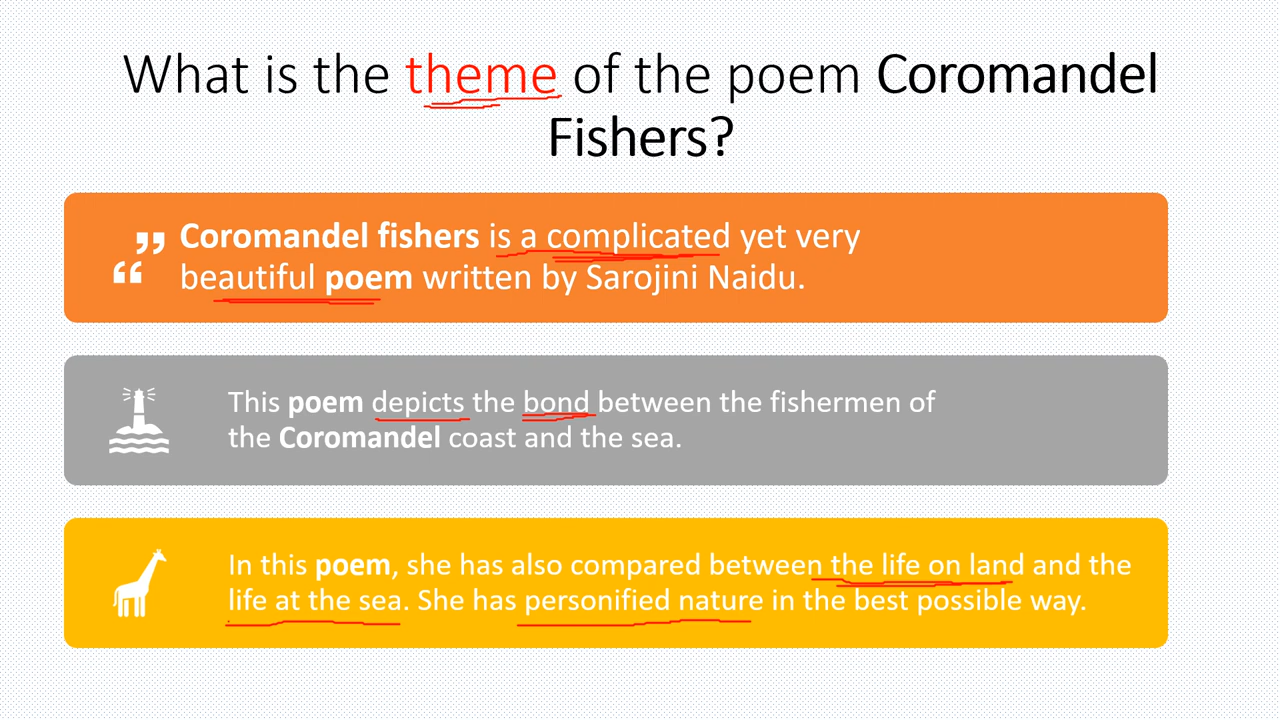 What is the theme of the poem Coromandel
Fishers?
Coromandel fishers is a complicated yet very
beautiful poem written by Sarojini Naidu.
This poem depicts the bond between the fishermen of
the Coromandel coast and the sea.
In this poem, she has also compared between the life on land and the
life at the sea. She has personified nature in the best possible way.